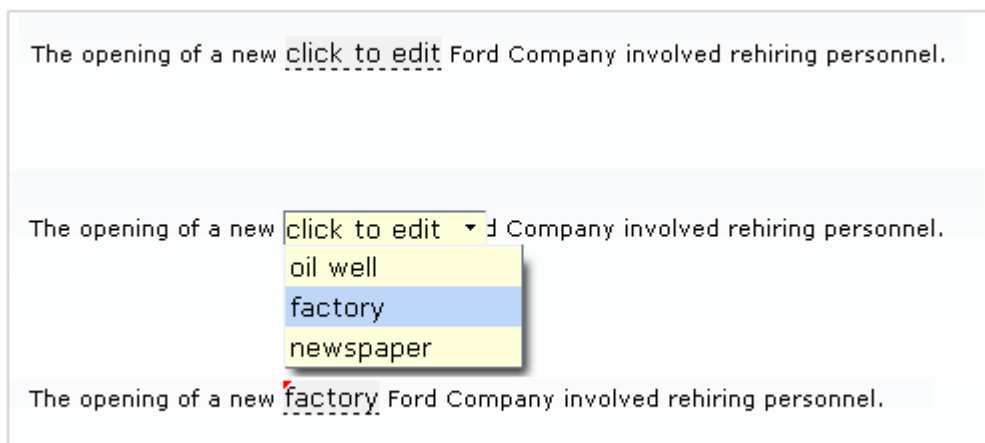 The opening of a new click to edit Ford Company involved rehiring personnel.
The opening of a new click to edit d Company involved rehiring personnel.
oil well
factory
newspaper
The opening of a new factory Ford Company involved rehiring personnel.